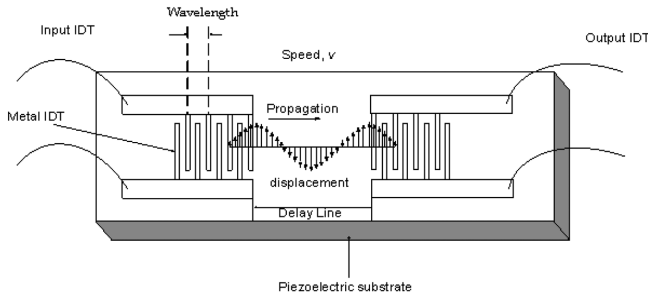 Wavelength
Input IDT
Output IDT
Speed, v
Metal IDT
Propagation
displacement
Delay Line
Piezoelectric substrate